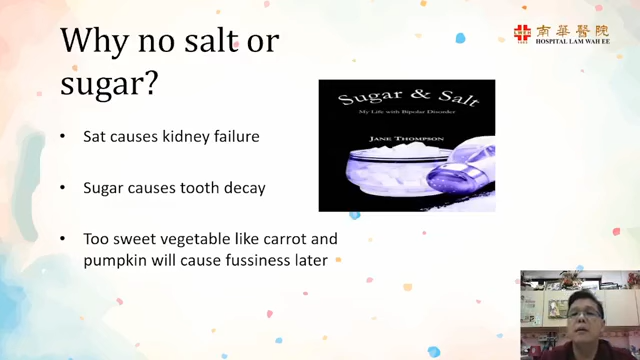 Why no salt or
sugar?
南華醫院
HOSPITAL LAM WAH EE
Sugar & Salt
My Life with Bipolar Disorder
JANE THOMPSON
• Sat causes kidney failure
• Sugar causes tooth decay
• Too sweet vegetable like carrot and
pumpkin will cause fussiness later